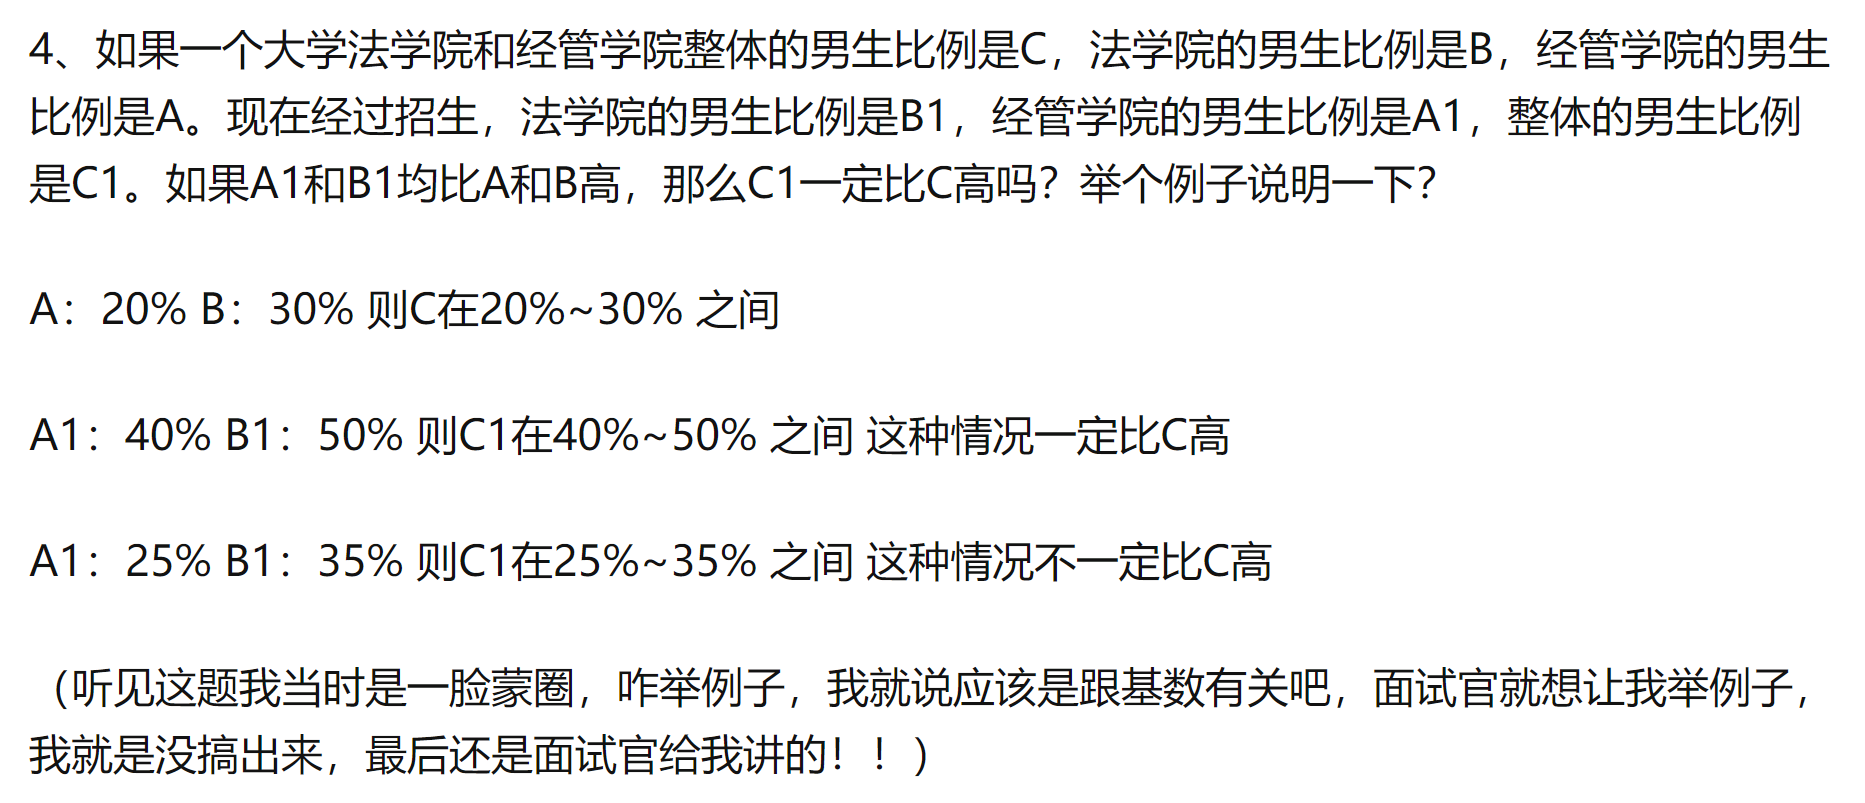 4、如果一个大学法学院和经管学院整体的男生比例是C，法学院的男生比例是B，经管学院的男生
比例是A。现在经过招生，法学院的男生比例是B1，经管学院的男生比例是A1，整体的男生比例
是C1。如果A1和B1均比A和B高，那么C1一定比C高吗？举个例子说明一下？
A：20% B：30% 则C在20%~30% 之间
A1：40% B1：50% 则C1在40%~50% 之间 这种情况一定比C高
A1：25% B1：35% 则C1在25%~35% 之间 这种情况不一定比C高
（听见这题我当时是一脸蒙圈，咋举例子，我就说应该是跟基数有关吧，面试官就想让我举例子，
我就是没搞出来，最后还是面试官给我讲的！！）